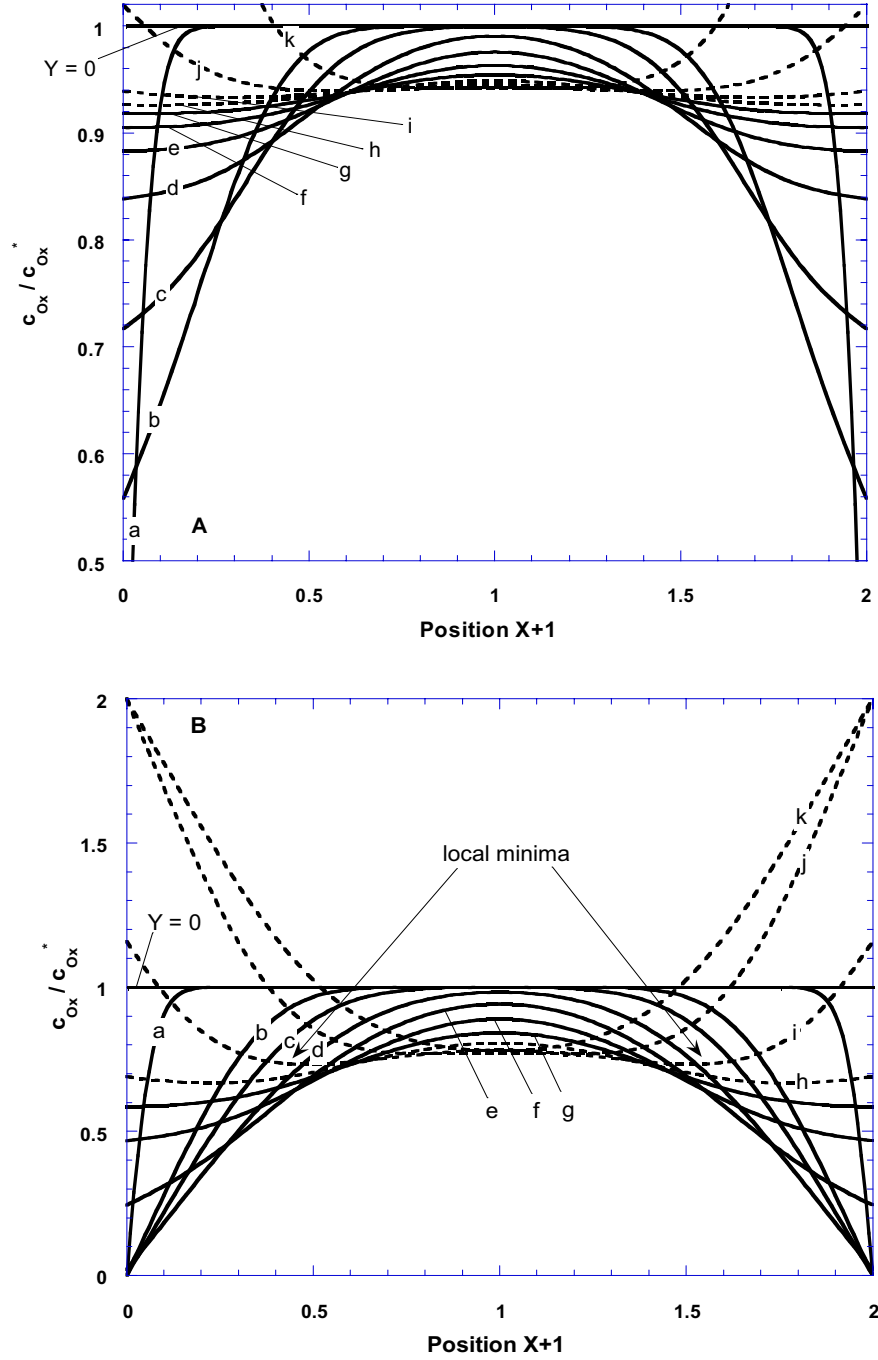 1
k
Y = 0
j
0.9
i
e
h
g
d
f
c_Ox / c_Ox*
0.8
c
0.7
b
0.6
a
A
0.5
0 0.5 1 1.5 2
Position X+1
2
B
k
1.5
local minima
j
Y = 0
c_Ox / c_Ox*
1
a b c d i
h
0.5
e f g
0
0 0.5 1 1.5 2
Position X+1